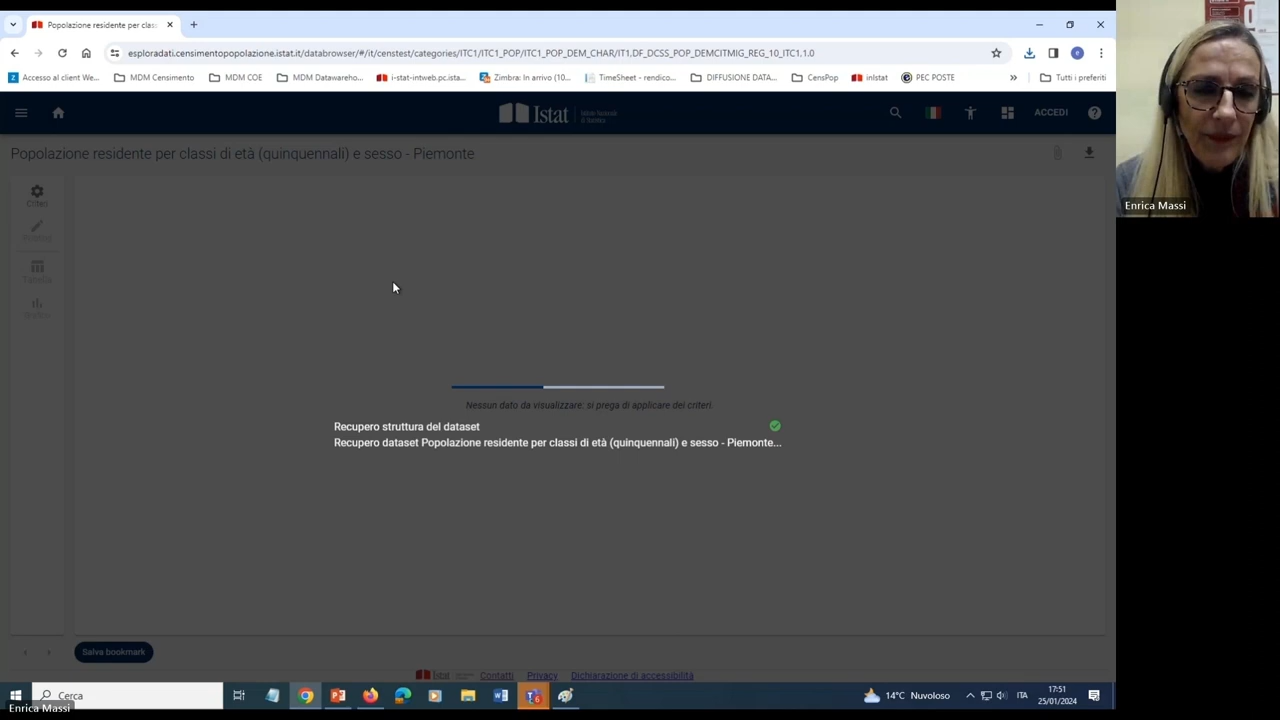 Popolazione residente per clas
esploradati.censimentopopolazione.istat.it/databrowser/#/it/censtest/categories/ITC1/ITC1_POP/ITC1_POP_DEM_CHAR/IT1,DF_DCSS_POP_DEMCITMIG_REG_10_ITC1,1.0
e
Accesso al client We...
MDM Censimento
MDM COE
MDM Datawareho...
i-stat-intweb.pc.ista...
Zimbra: In arrivo (10...
TimeSheet - rendico...
DIFFUSIONE DATA...
CensPop
inIstat
PEC POSTE
»
Tutti i preferiti
Istat
ACCEDI
Popolazione residente per classi di età (quinquennali) e sesso - Piemonte
Criteri
Tabella
Nessun dato da visualizzare: si prega di applicare dei criteri.
Recupero struttura del dataset
Recupero dataset Popolazione residente per classi di età (quinquennali) e sesso - Piemonte...
Salva bookmark
Istat
Contatti
Privacy
Dichiarazione di accessibilità
Cerca
14°C Nuvoloso
ITA
17:51
25/01/2024
Enrica Massi
Enrica Massi